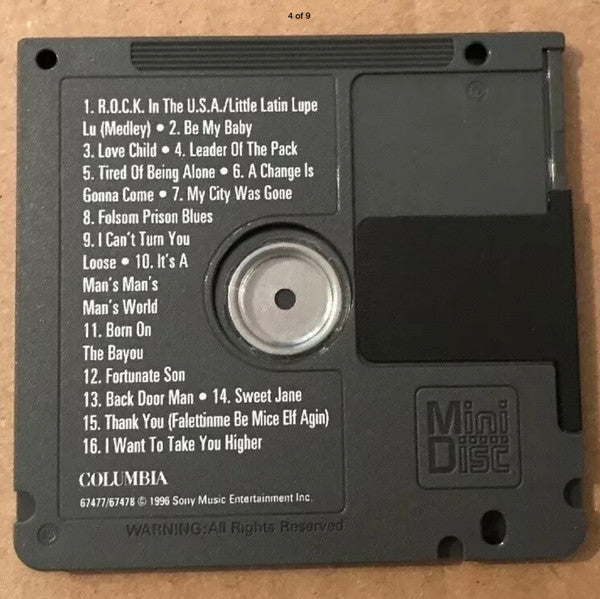 4 of 9
1. R.O.C.K. In The U.S.A./Little Latin Lupe
Lu (Medley) • 2. Be My Baby
3. Love Child • 4. Leader Of The Pack
5. Tired Of Being Alone • 6. A Change Is
Gonna Come • 7. My City Was Gone
8. Folsom Prison Blues
9. I Can't Turn You
Loose • 10. It's A
Man's Man's
Man's World
11. Born On
The Bayou
12. Fortunate Son
13. Back Door Man • 14. Sweet Jane
15. Thank You (Falettinme Be Mice Elf Agin)
16. I Want To Take You Higher
COLUMBIA
67477/67478 © 1996 Sony Music Entertainment Inc.
WARNING: All Rights Reserved
Mini
Disc